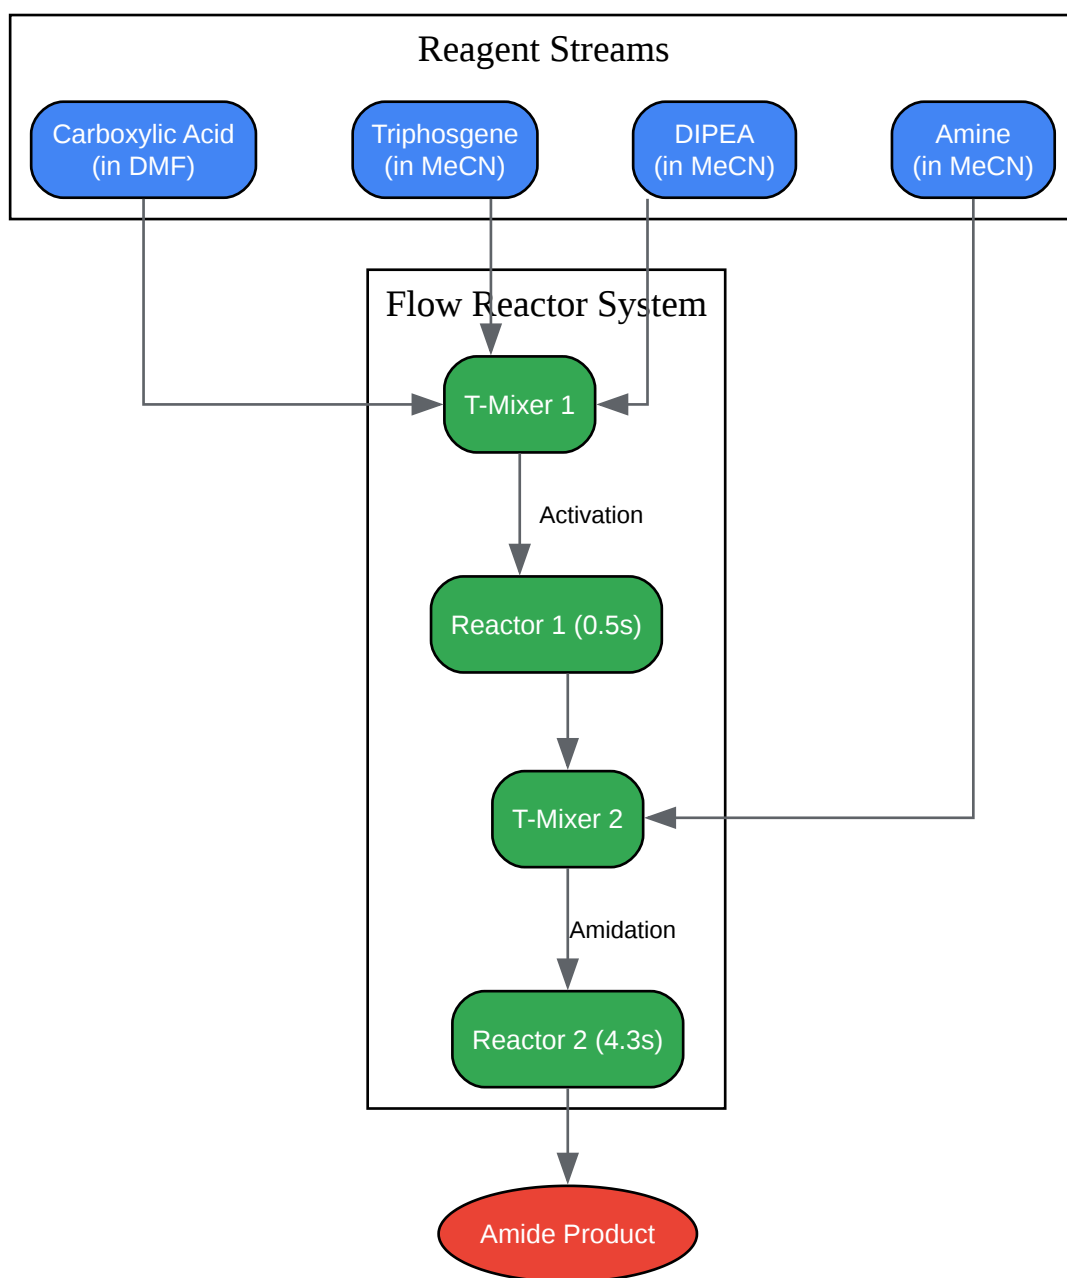 Reagent Streams
Carboxylic Acid
(in DMF)
Triphosgene
(in MeCN)
DIPEA
(in MeCN)
Amine
(in MeCN)
Flow Reactor System
T-Mixer 1
Activation
Reactor 1 (0.5s)
T-Mixer 2
Amidation
Reactor 2 (4.3s)
Amide Product